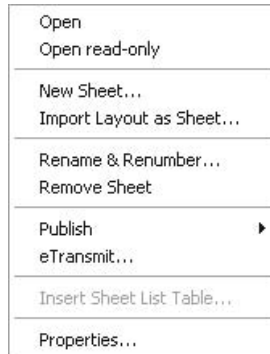 Open
Open read-only
New Sheet...
Import Layout as Sheet...
Rename & Renumber...
Remove Sheet
Publish
eTransmit...
Insert Sheet List Table...
Properties...